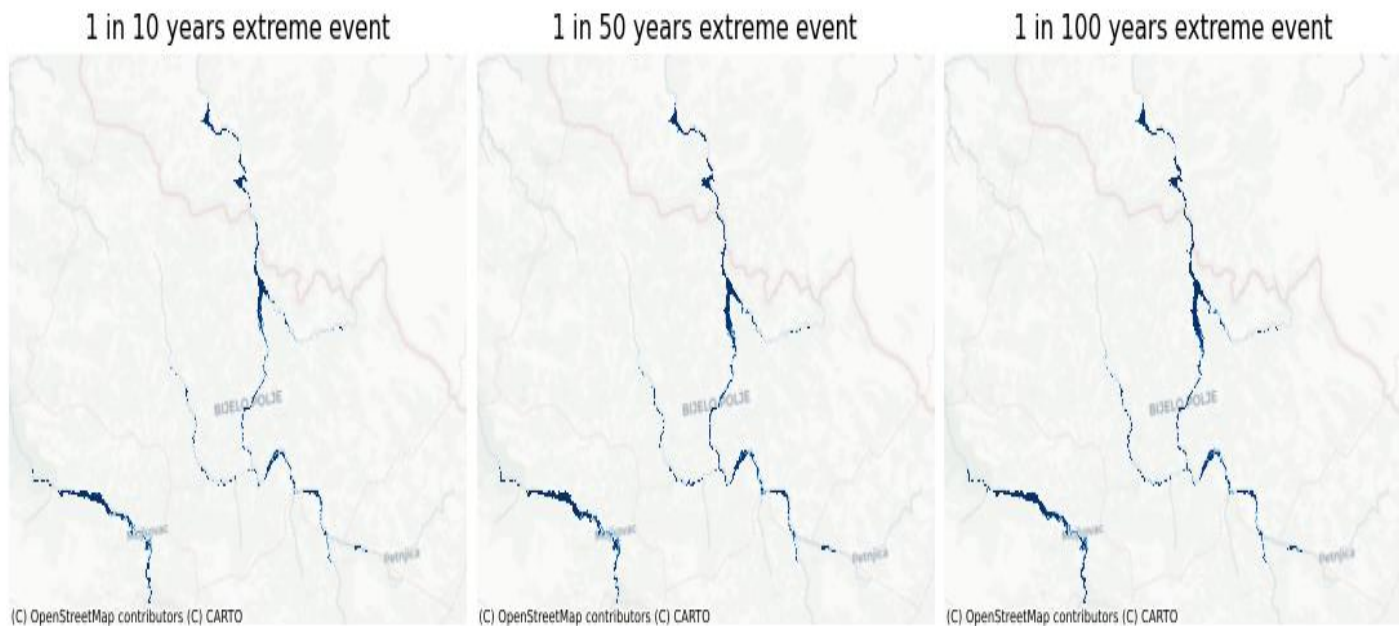 1 in 10 years extreme event
1 in 50 years extreme event
1 in 100 years extreme event
BIJELO POLJE
BIJELO POLJE
BIJELO POLJE
Petnjica
Petnjica
Petnjica
(C) OpenStreetMap contributors (C) CARTO
(C) OpenStreetMap contributors (C) CARTO
(C) OpenStreetMap contributors (C) CARTO